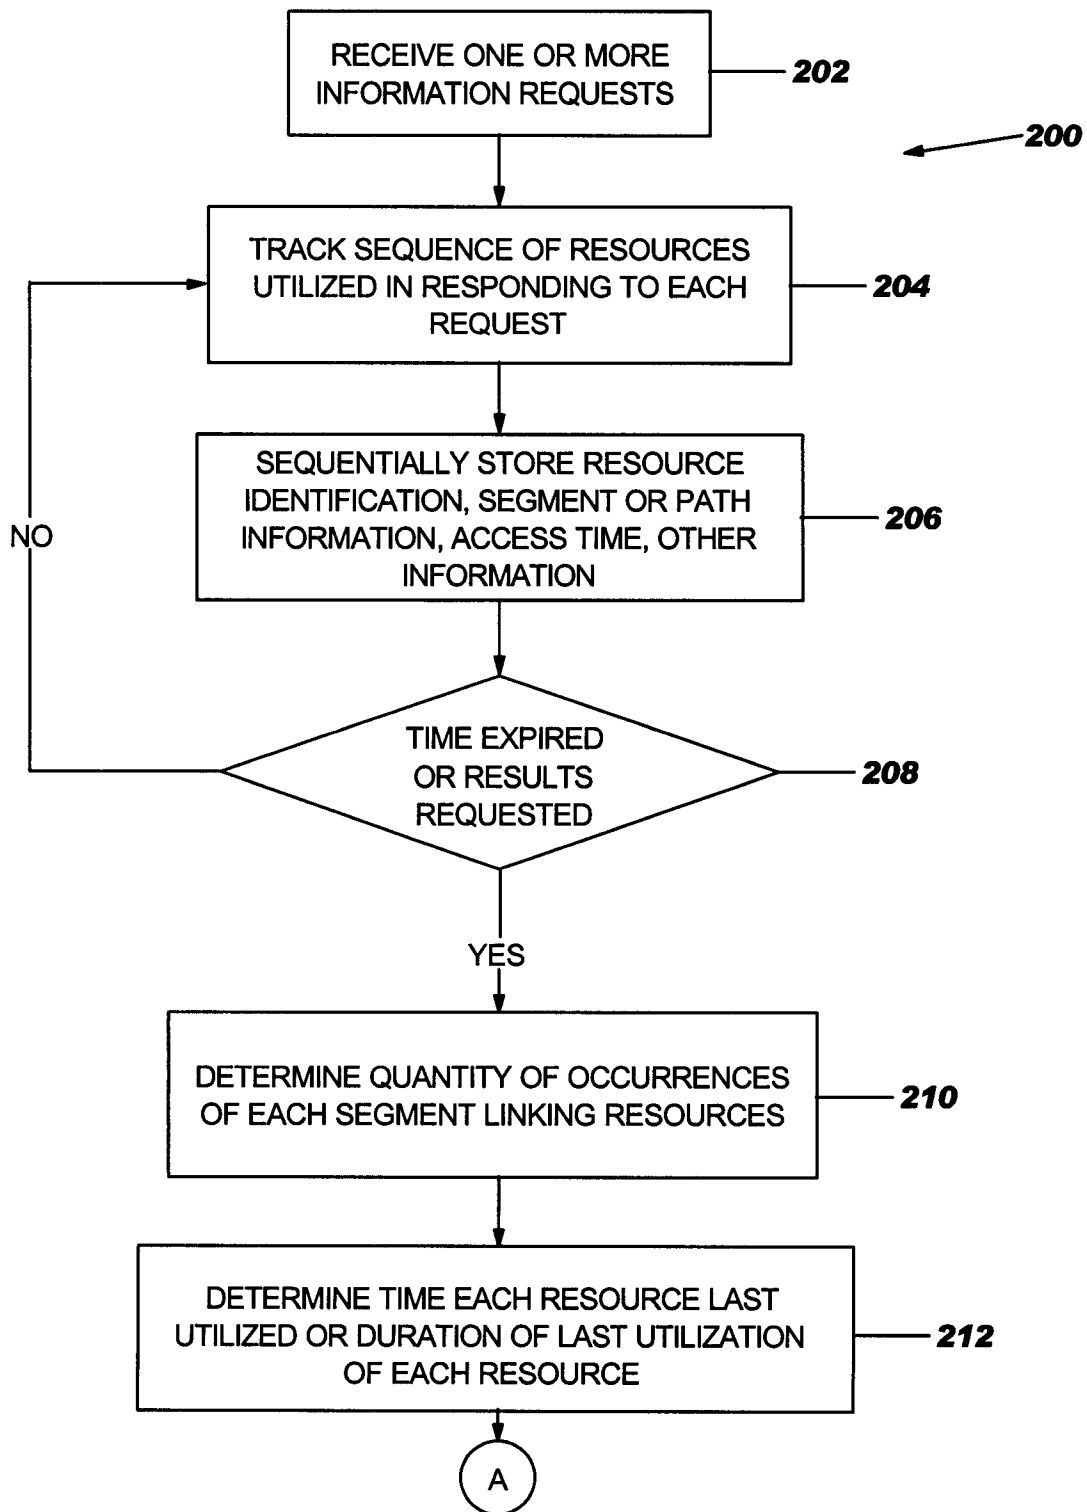 RECEIVE ONE OR MORE
INFORMATION REQUESTS
202
200
TRACK SEQUENCE OF RESOURCES
UTILIZED IN RESPONDING TO EACH
REQUEST
204
SEQUENTIALLY STORE RESOURCE
IDENTIFICATION, SEGMENT OR PATH
INFORMATION, ACCESS TIME, OTHER
INFORMATION
206
NO
TIME EXPIRED
OR RESULTS
REQUESTED
208
YES
DETERMINE QUANTITY OF OCCURRENCES
OF EACH SEGMENT LINKING RESOURCES
210
DETERMINE TIME EACH RESOURCE LAST
UTILIZED OR DURATION OF LAST UTILIZATION
OF EACH RESOURCE
212
A